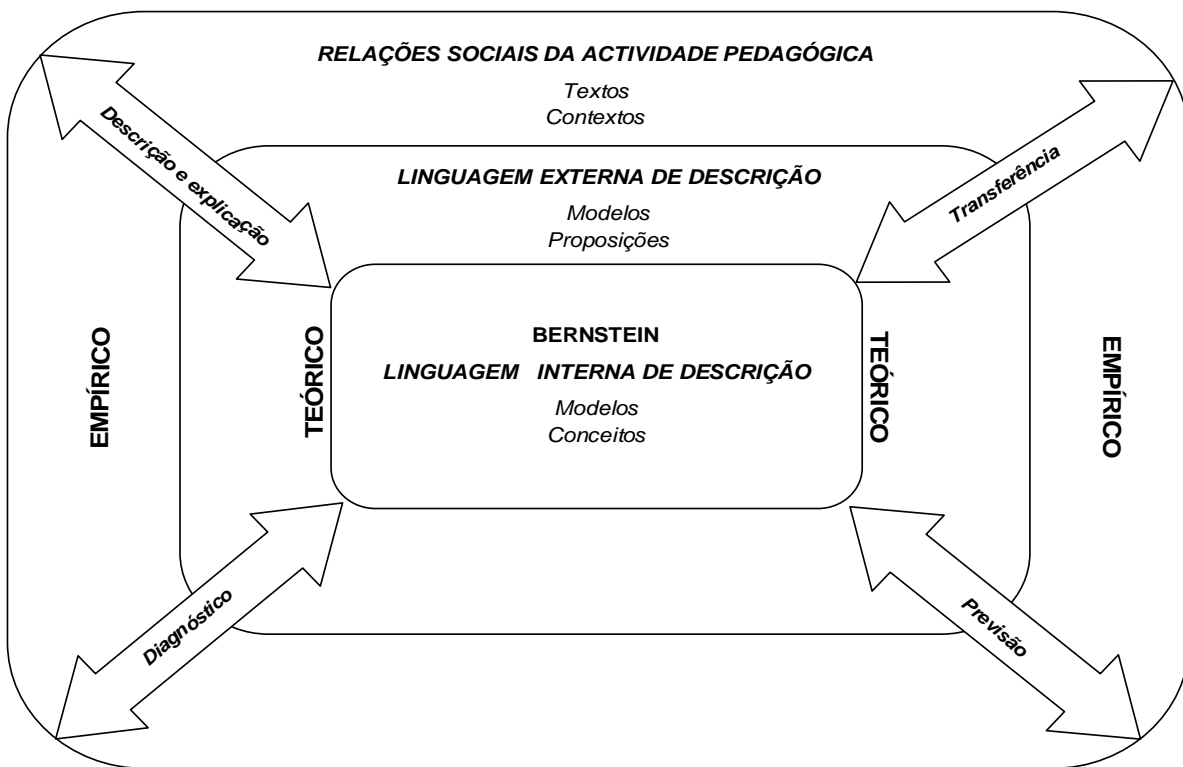 RELAÇÕES SOCIAIS DA ACTIVIDADE PEDAGÓGICA
Textos
Contextos
Descrição e explicação
Transferência
LINGUAGEM EXTERNA DE DESCRIÇÃO
Modelos
Proposições
EMPÍRICO
TEÓRICO
BERNSTEIN
LINGUAGEM INTERNA DE DESCRIÇÃO
Modelos
Conceitos
TEÓRICO
EMPÍRICO
Diagnóstico
Previsão